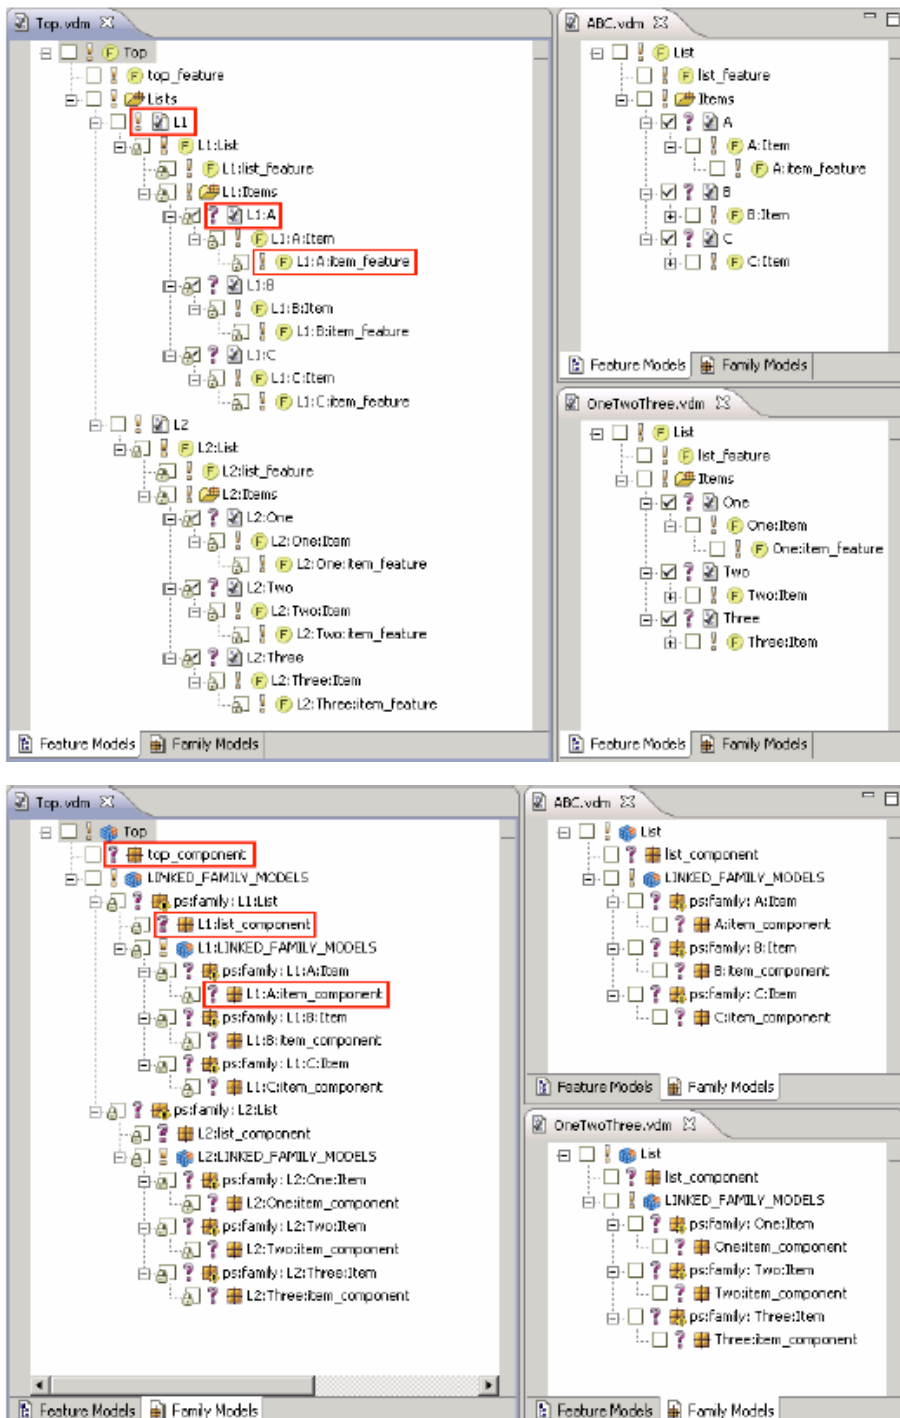 Top.vdm
Top
top_feature
Lists
L1
L1:List
L1:list_feature
L1:Items
L1:A
L1:A:Item
L1:A:item_feature
L1:B
L1:B:Item
L1:B:item_feature
L1:C
L1:C:Item
L1:C:item_feature
L2
L2:List
L2:list_feature
L2:Items
L2:One
L2:One:Item
L2:One:item_feature
L2:Two
L2:Two:Item
L2:Two:item_feature
L2:Three
L2:Three:Item
L2:Three:item_feature
Feature Models Family Models
ABC.vdm
List
list_feature
Items
A
A:Item
A:item_feature
B
B:Item
C
C:Item
Feature Models Family Models
OneTwoThree.vdm
List
list_feature
Items
One
One:Item
One:item_feature
Two
Two:Item
Three
Three:Item
Feature Models Family Models
Top.vdm
Top
top_component
LINKED_FAMILY_MODELS
ps:family: L1:List
L1:list_component
L1:LINKED_FAMILY_MODELS
ps:family: L1:A:Item
L1:A:item_component
ps:family: L1:B:Item
L1:B:item_component
ps:family: L1:C:Item
L1:C:item_component
ps:family: L2:List
L2:list_component
L2:LINKED_FAMILY_MODELS
ps:family: L2:One:Item
L2:One:item_component
ps:family: L2:Two:Item
L2:Two:item_component
ps:family: L2:Three:Item
L2:Three:item_component
Feature Models Family Models
ABC.vdm
List
list_component
LINKED_FAMILY_MODELS
ps:family: A:Item
A:item_component
ps:family: B:Item
B:item_component
ps:family: C:Item
C:item_component
Feature Models Family Models
OneTwoThree.vdm
List
list_component
LINKED_FAMILY_MODELS
ps:family: One:Item
One:item_component
ps:family: Two:Item
Two:item_component
ps:family: Three:Item
Three:item_component
Feature Models Family Models